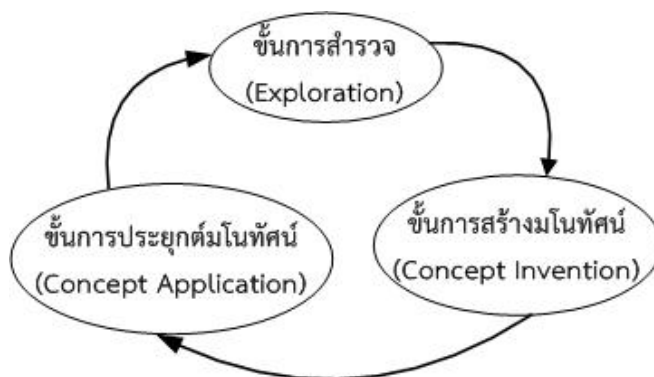 ขั้นการสำรวจ
(Exploration)
ขั้นการสร้างมโนทัศน์
(Concept Invention)
ขั้นการประยุกต์มโนทัศน์
(Concept Application)